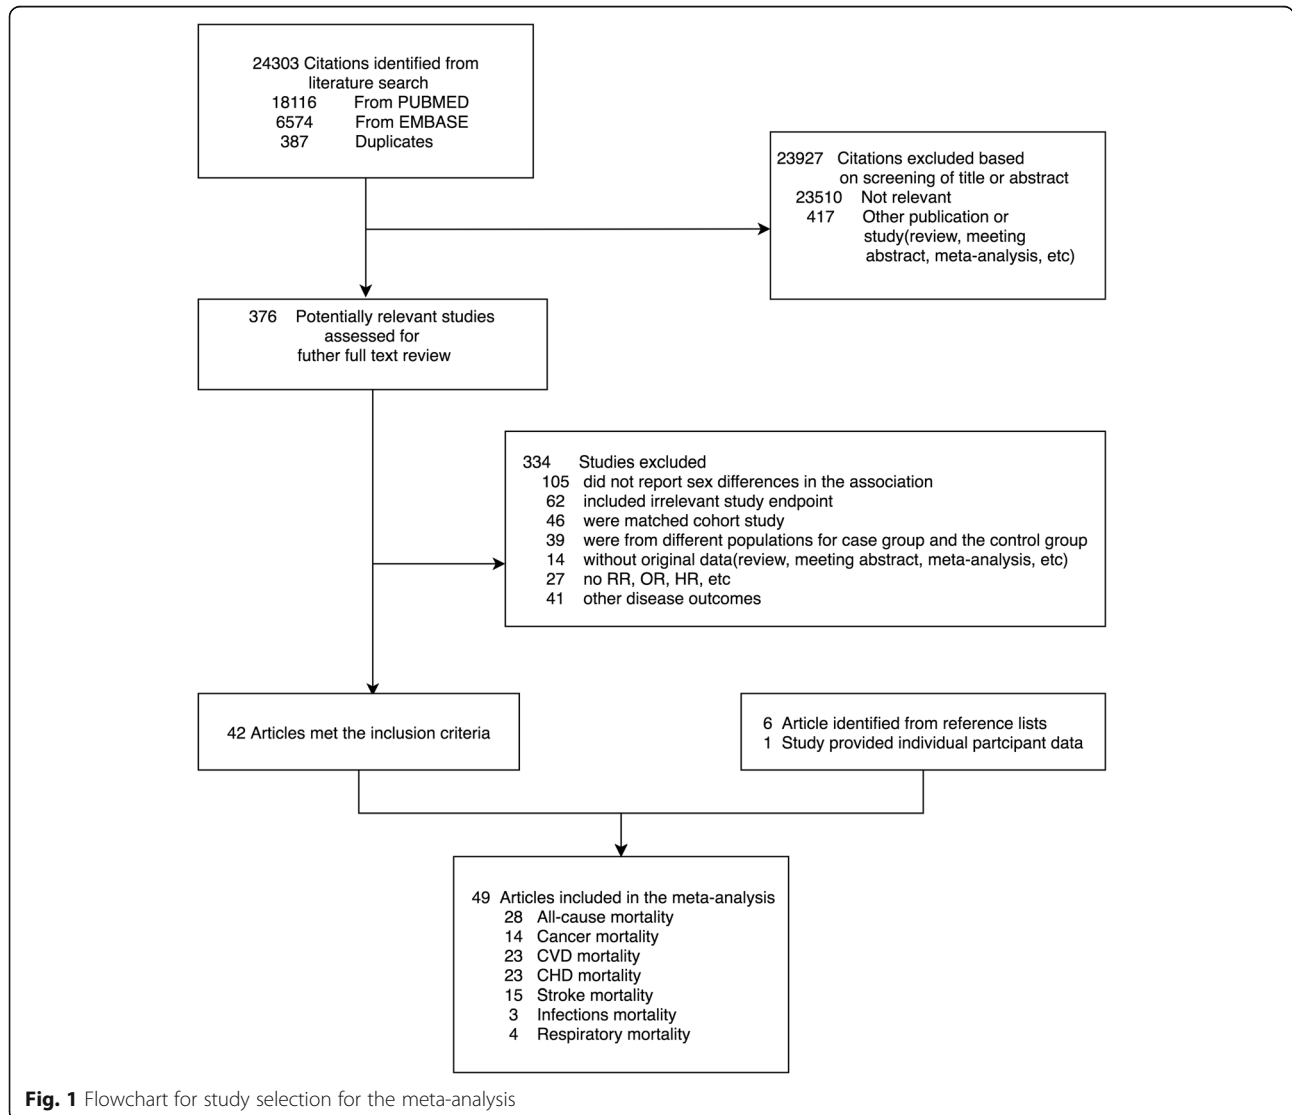 24303 Citations identified from
literature search
18116 From PUBMED
6574 From EMBASE
387 Duplicates
23927 Citations excluded based
on screening of title or abstract
23510 Not relevant
417 Other publication or
study(review, meeting
abstract, meta-analysis, etc)
376 Potentially relevant studies
assessed for
futher full text review
334 Studies excluded
105 did not report sex differences in the association
62 included irrelevant study endpoint
46 were matched cohort study
39 were from different populations for case group and the control group
14 without original data(review, meeting abstract, meta-analysis, etc)
27 no RR, OR, HR, etc
41 other disease outcomes
42 Articles met the inclusion criteria
6 Article identified from reference lists
1 Study provided individual partcipant data
49 Articles included in the meta-analysis
28 All-cause mortality
14 Cancer mortality
23 CVD mortality
23 CHD mortality
15 Stroke mortality
3 Infections mortality
4 Respiratory mortality
Fig. 1 Flowchart for study selection for the meta-analysis